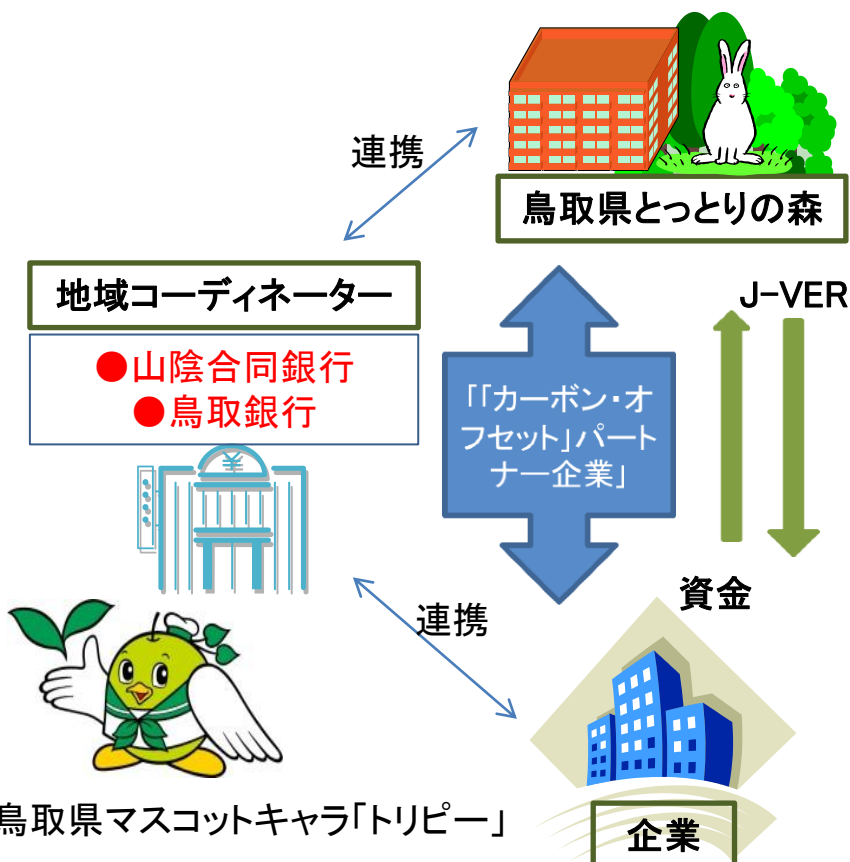 連携
鳥取県とっとりの森
地域コーディネーター
J-VER
●山陰合同銀行
●鳥取銀行
「「カーボン・オ
フセット」パート
ナー企業」
¥
資金
連携
鳥取県マスコットキャラ「トリピー」
企業